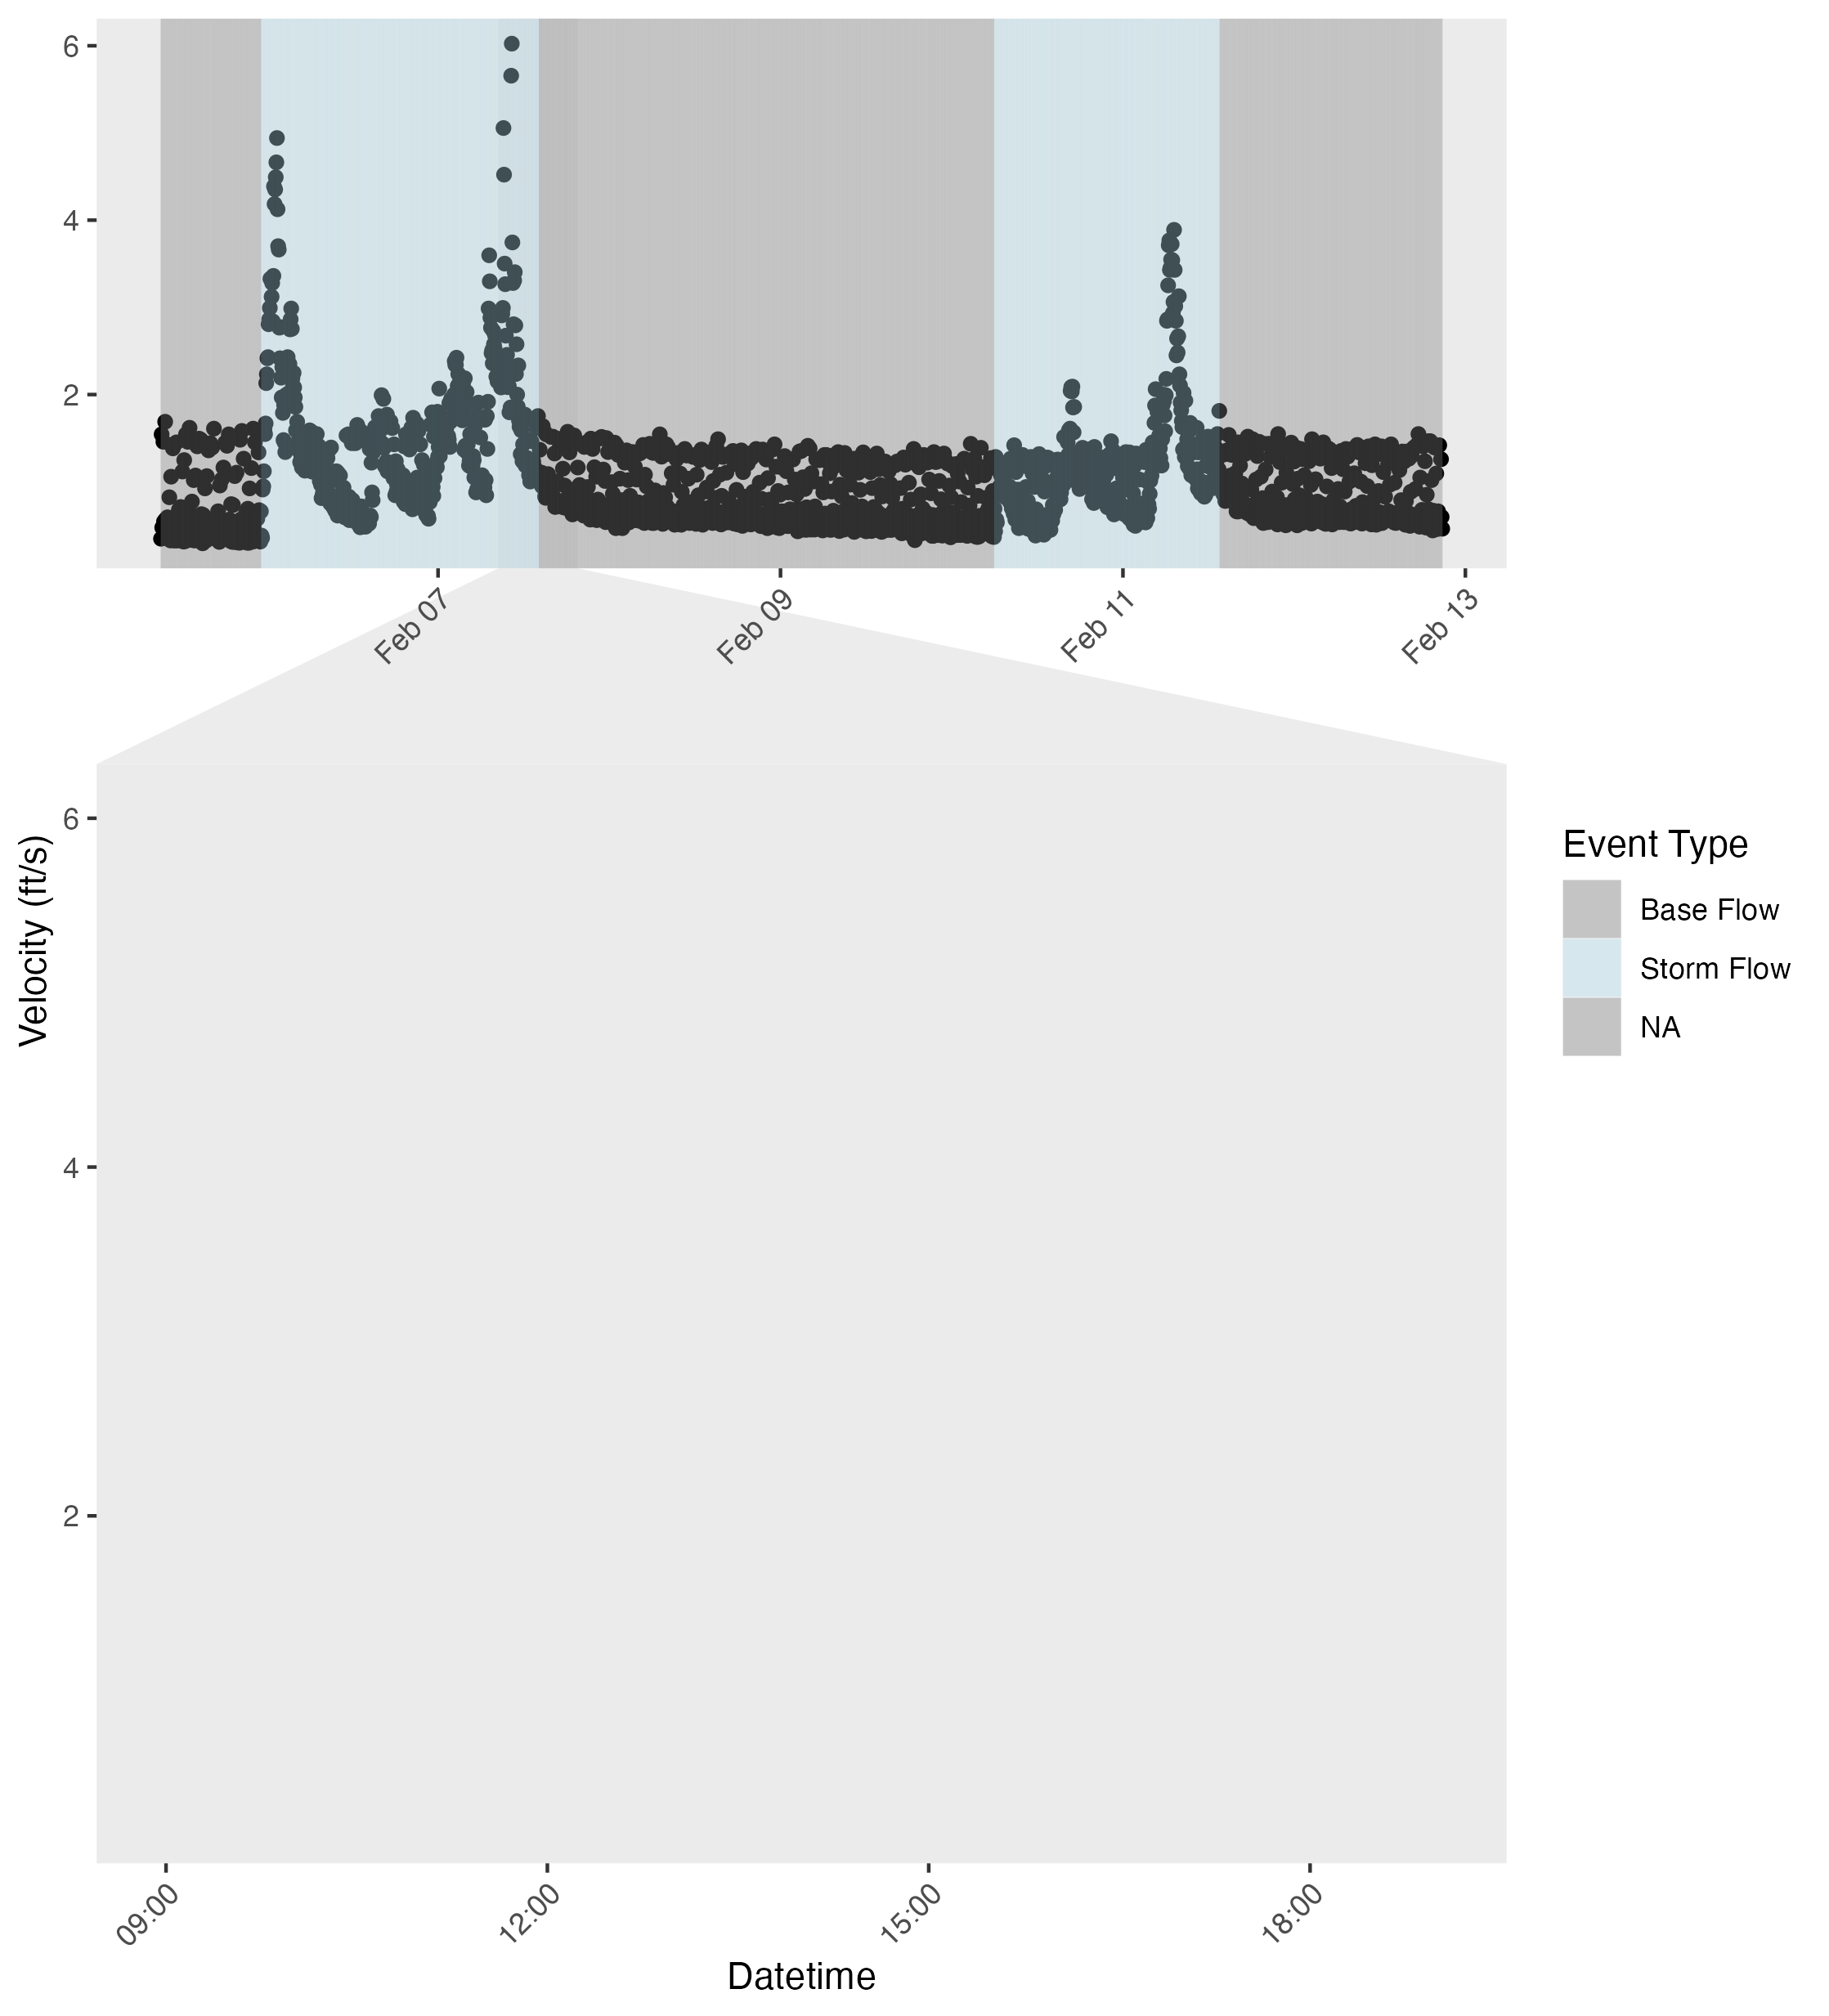 6
4
2
Feb 07
Feb 09
Feb 11
Feb 13
Velocity (ft/s)
6
4
2
09:00
12:00
15:00
18:00
Datetime
Event Type
Base Flow
Storm Flow
NA